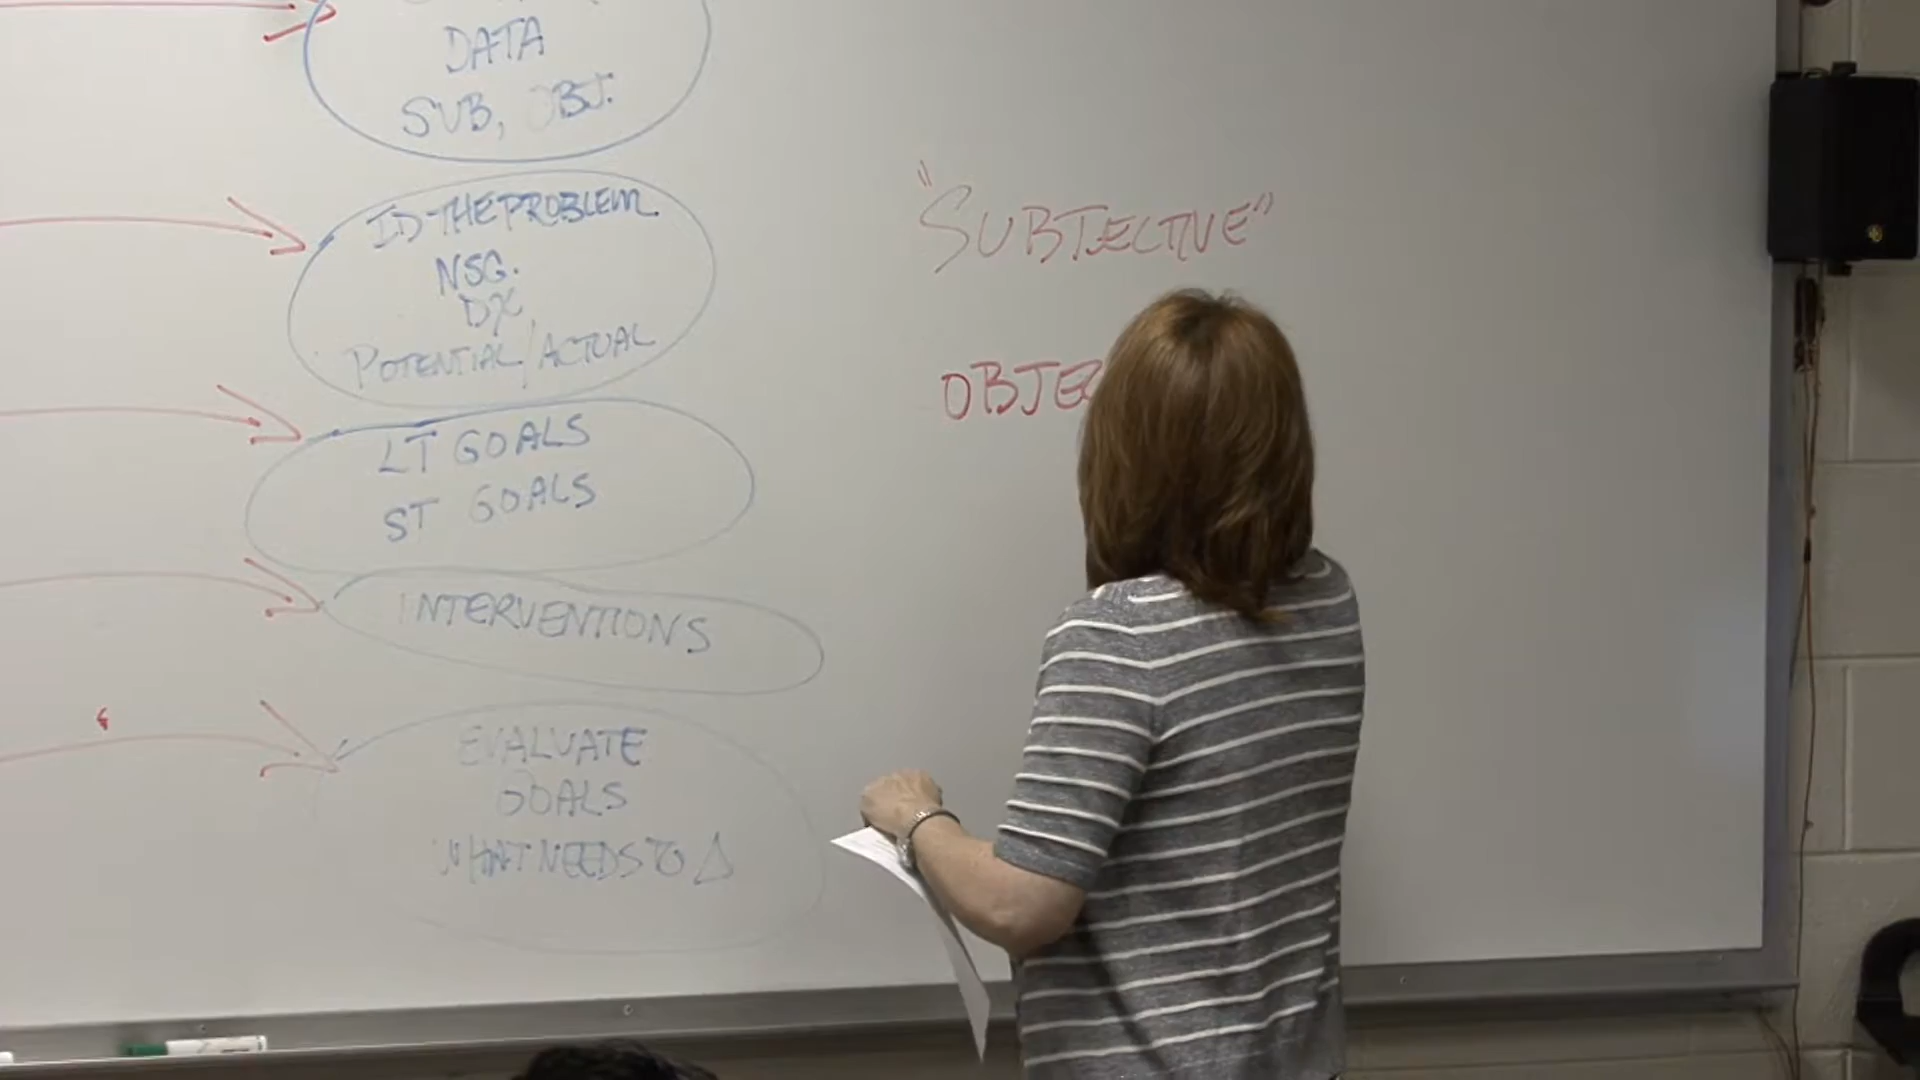 DATA
SUB, OBJ.
ID-THE PROBLEM
NSG.
DX
POTENTIAL/ACTUAL
LT GOALS
ST GOALS
INTERVENTIONS
EVALUATE
GOALS
WHAT NEEDS TO Δ
"SUBJECTIVE"
OBJEC